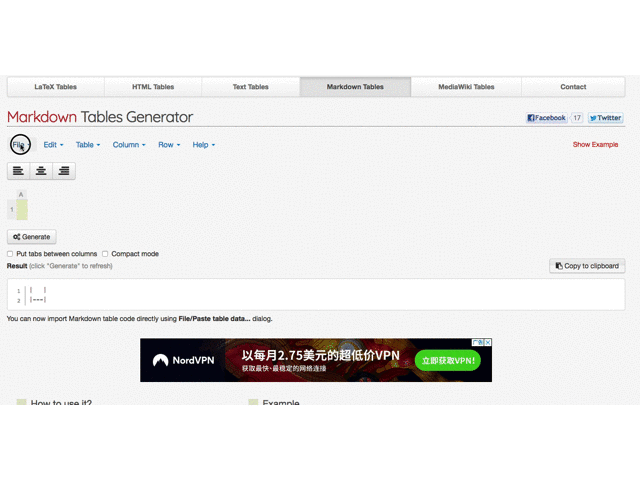 LaTeX Tables HTML Tables Text Tables Markdown Tables MediaWiki Tables Contact
Markdown Tables Generator
Facebook 17 Twitter
File Edit Table Column Row Help Show Example
A
1
Generate
Put tabs between columns Compact mode
Result (click "Generate" to refresh) Copy to clipboard
1 |   |
2 |---|
You can now import Markdown table code directly using File/Paste table data... dialog.
广告
NordVPN
以每月2.75美元的超低价VPN
获取最快·最稳定的网络连接
立即获取VPN!
How to use it? Example